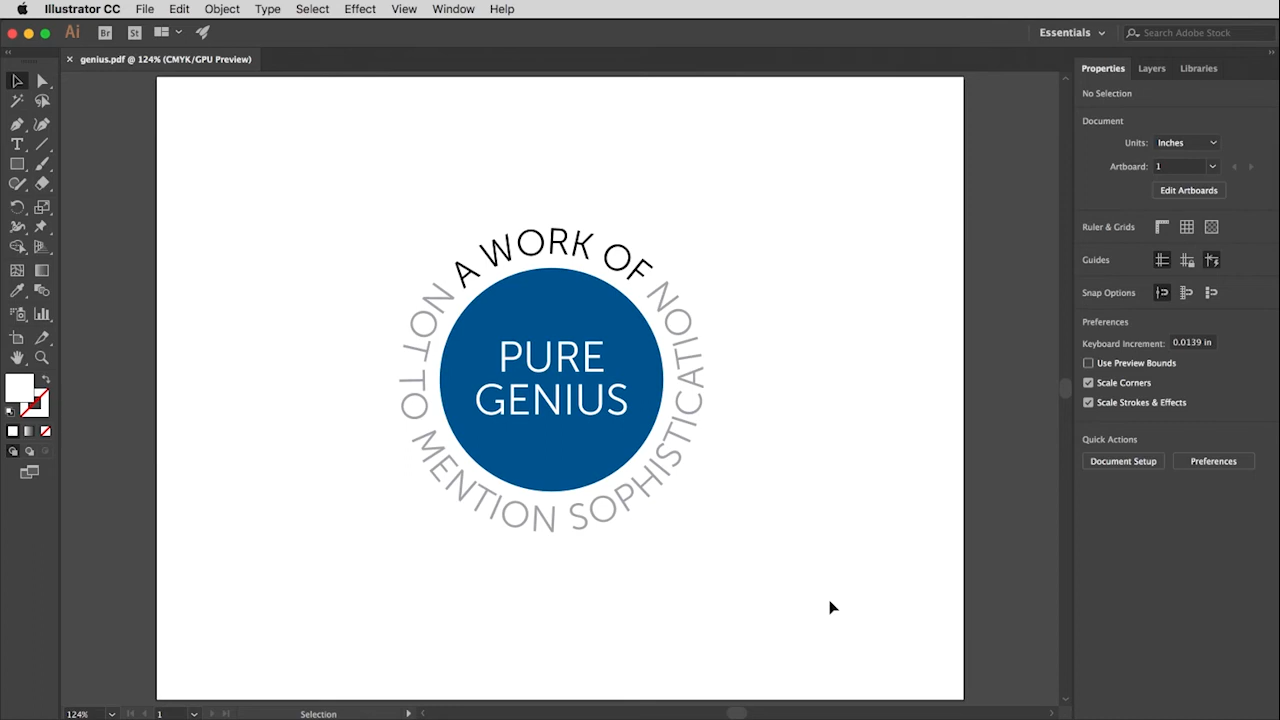 Illustrator CC File Edit Object Type Select Effect View Window Help
Ai Br St Essentials Search Adobe Stock
× genius.pdf @ 124% (CMYK/GPU Preview)
A WORK OF
NOT TO MENTION SOPHISTICATION
PURE
GENIUS
Properties Layers Libraries
No Selection
Document
Units: Inches
Artboard: 1
Edit Artboards
Ruler & Grids
Guides
Snap Options
Preferences
Keyboard Increment: 0.0139 in
Use Preview Bounds
Scale Corners
Scale Strokes & Effects
Quick Actions
Document Setup Preferences
124% 1 Selection